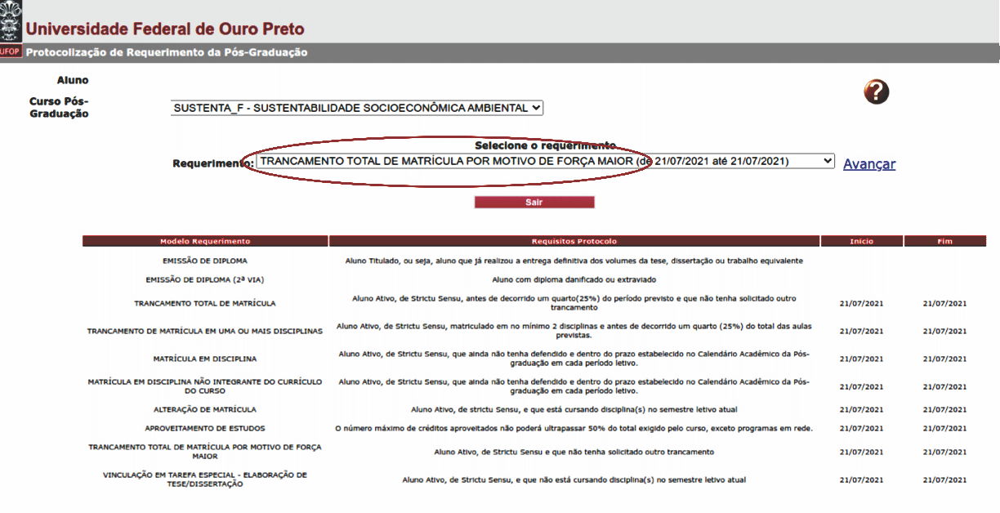 Universidade Federal de Ouro Preto
UFOP Protocolização de Requerimento da Pós-Graduação
Aluno
Curso Pós-
Graduação
SUSTENTA_F - SUSTENTABILIDADE SOCIOECONÔMICA AMBIENTAL
?
Selecione o requerimento
Requerimento: TRANCAMENTO TOTAL DE MATRÍCULA POR MOTIVO DE FORÇA MAIOR (de 21/07/2021 até 21/07/2021) Avançar
Sair
Modelo Requerimento Requisitos Protocolo Início Fim
EMISSÃO DE DIPLOMA Aluno Titulado, ou seja, aluno que já realizou a entrega definitiva dos volumes da tese, dissertação ou trabalho equivalente
EMISSÃO DE DIPLOMA (2ª VIA) Aluno com diploma danificado ou extraviado
TRANCAMENTO TOTAL DE MATRÍCULA Aluno Ativo, de Strictu Sensu, antes de decorrido um quarto(25%) do período previsto e que não tenha solicitado outro
trancamento 21/07/2021 21/07/2021
TRANCAMENTO DE MATRÍCULA EM UMA OU MAIS DISCIPLINAS Aluno Ativo, de Strictu Sensu, matriculado em no mínimo 2 disciplinas e antes de decorrido um quarto (25%) do total das aulas
previstas. 21/07/2021 21/07/2021
MATRÍCULA EM DISCIPLINA Aluno Ativo, de Strictu Sensu, que ainda não tenha defendido e dentro do prazo estabelecido no Calendário Acadêmico da Pós-
graduação em cada período letivo. 21/07/2021 21/07/2021
MATRÍCULA EM DISCIPLINA NÃO INTEGRANTE DO CURRÍCULO
DO CURSO Aluno Ativo, de Strictu Sensu, que ainda não tenha defendido e dentro do prazo estabelecido no Calendário Acadêmico da Pós-
graduação em cada período letivo. 21/07/2021 21/07/2021
ALTERAÇÃO DE MATRÍCULA Aluno Ativo, de strictu Sensu, e que está cursando disciplina(s) no semestre letivo atual 21/07/2021 21/07/2021
APROVEITAMENTO DE ESTUDOS O número máximo de créditos aproveitados não poderá ultrapassar 50% do total exigido pelo curso, exceto programas em rede. 21/07/2021 21/07/2021
TRANCAMENTO TOTAL DE MATRÍCULA POR MOTIVO DE FORÇA
MAIOR Aluno Ativo, de Strictu Sensu e que não tenha solicitado outro trancamento 21/07/2021 21/07/2021
VINCULAÇÃO EM TAREFA ESPECIAL - ELABORAÇÃO DE
TESE/DISSERTAÇÃO Aluno Ativo, de Strictu Sensu, e que não está cursando disciplina(s) no semestre letivo atual 21/07/2021 21/07/2021